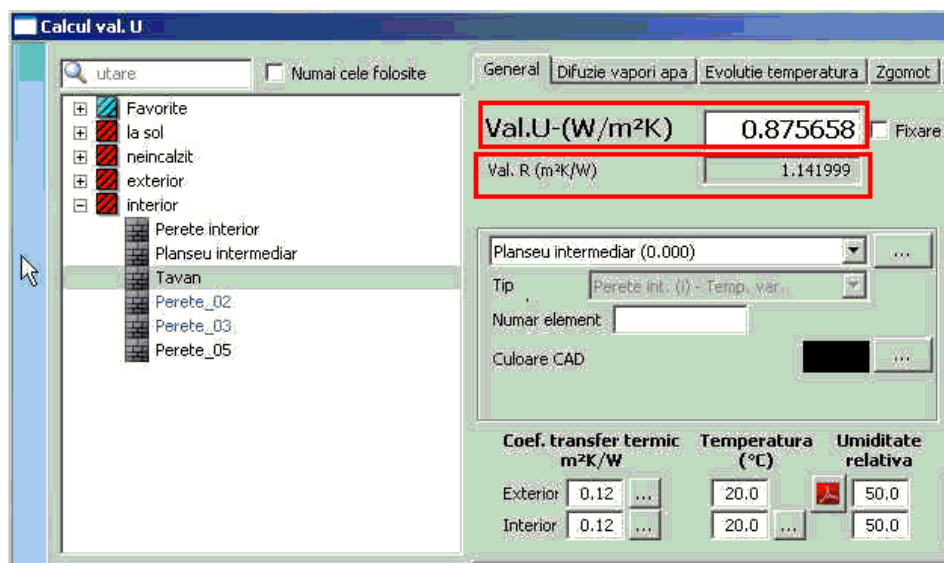 Calcul val. U
utare
Numai cele folosite
Favorite
la sol
neincalzit
exterior
interior
Perete interior
Planseu intermediar
Tavan
Perete_02
Perete_03
Perete_05
General Difuzie vapori apa Evolutie temperatura Zgomot
Val.U-(W/m²K) 0.875658 Fixare
Val. R (m²K/W) 1.141999
Planseu intermediar (0.000) ...
Tip Perete int. (i) - Temp. var.
Numar element
Culoare CAD ...
Coef. transfer termic Temperatura Umiditate
m²K/W (°C) relativa
Exterior 0.12 ... 20.0 50.0
Interior 0.12 ... 20.0 ... 50.0